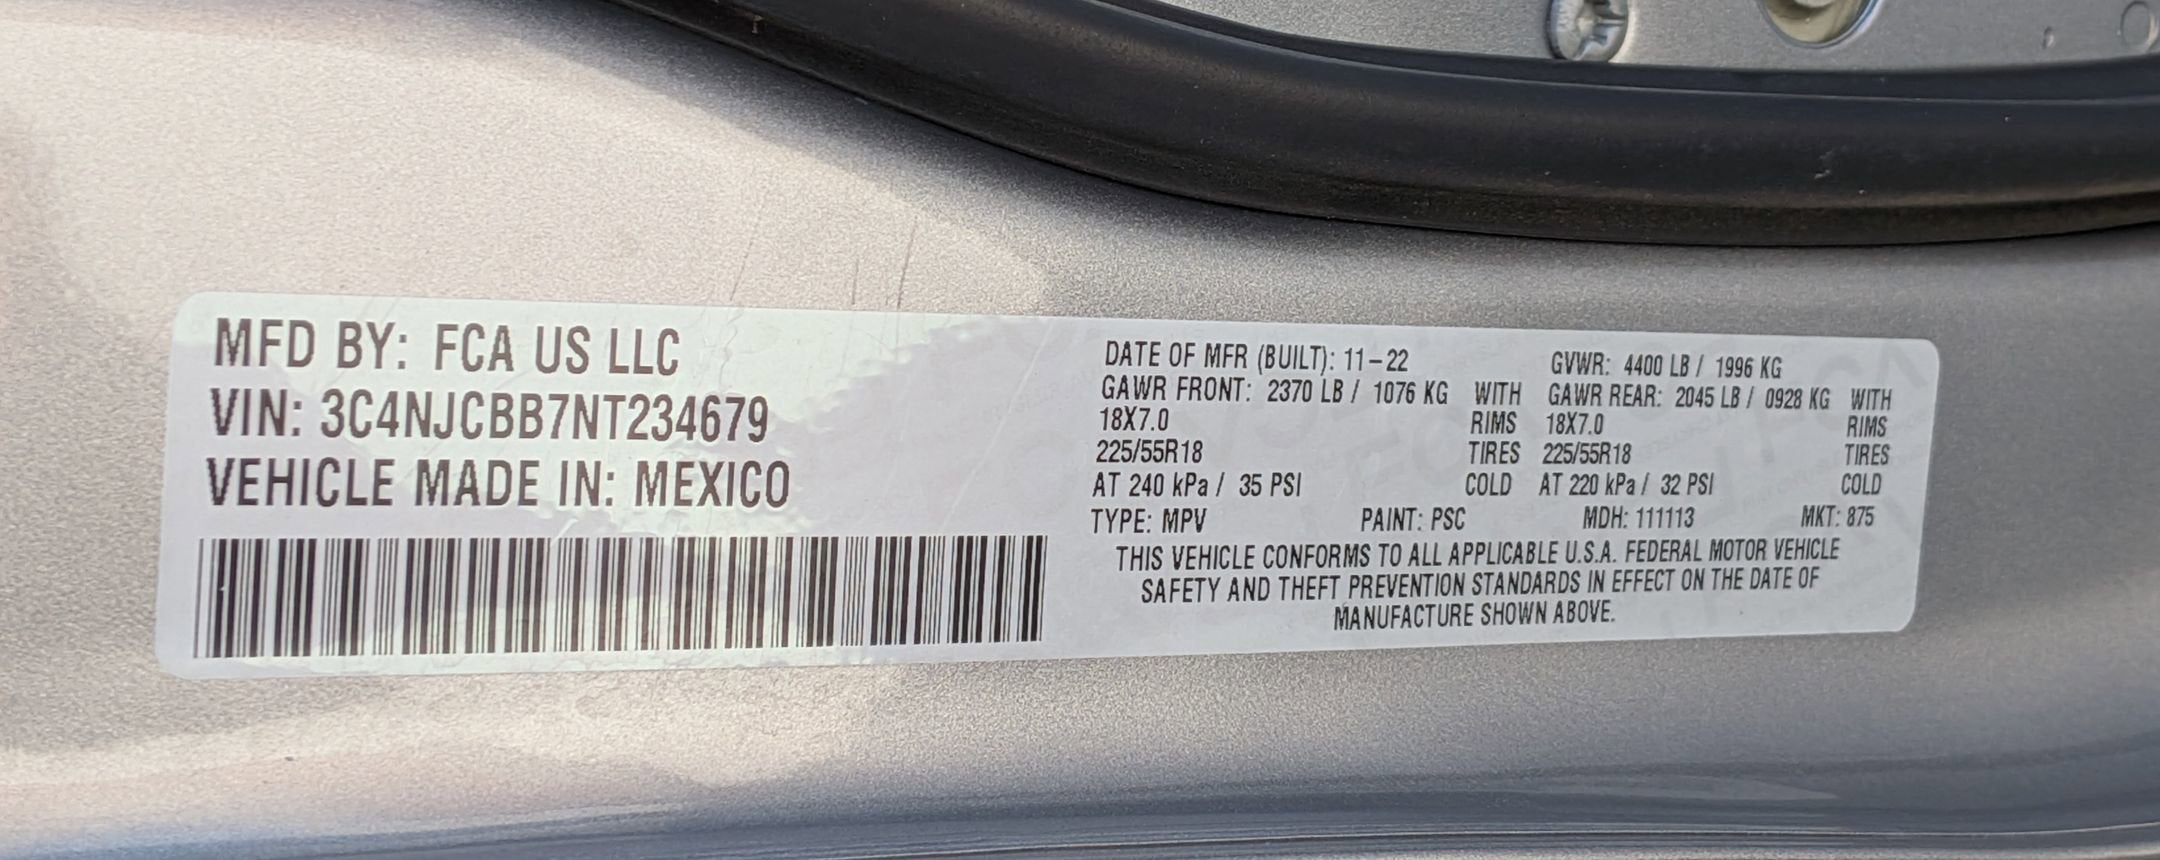 MFD BY: FCA US LLC
VIN: 3C4NJCBB7NT234679
VEHICLE MADE IN: MEXICO
DATE OF MFR (BUILT): 11-22 GVWR: 4400 LB / 1996 KG
GAWR FRONT: 2370 LB / 1076 KG WITH GAWR REAR: 2045 LB / 0928 KG WITH
18X7.0 RIMS 18X7.0 RIMS
225/55R18 TIRES 225/55R18 TIRES
AT 240 kPa / 35 PSI COLD AT 220 kPa / 32 PSI COLD
TYPE: MPV PAINT: PSC MDH: 111113 MKT: 875
THIS VEHICLE CONFORMS TO ALL APPLICABLE U.S.A. FEDERAL MOTOR VEHICLE
SAFETY AND THEFT PREVENTION STANDARDS IN EFFECT ON THE DATE OF
MANUFACTURE SHOWN ABOVE.